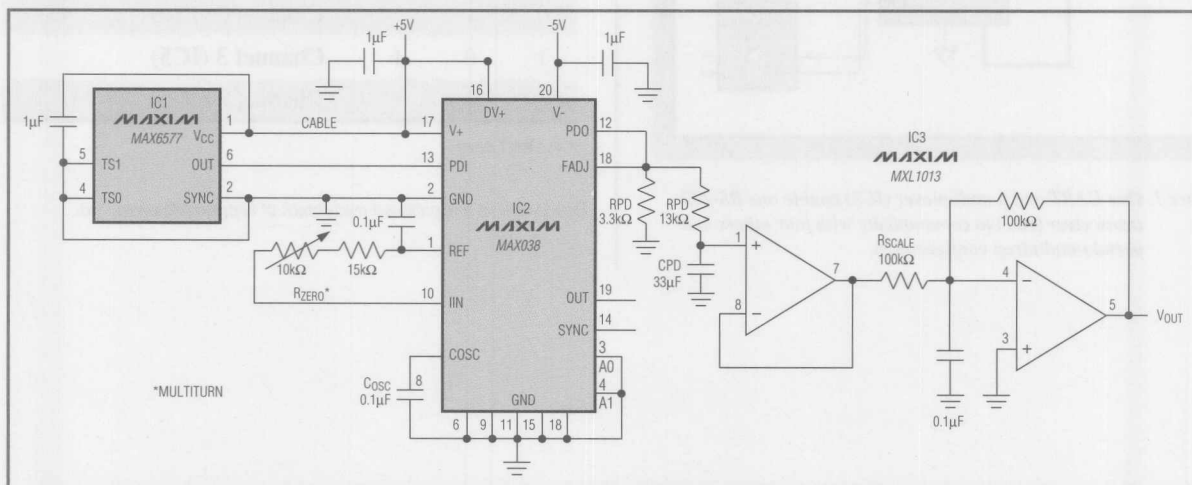 +5V
-5V
1µF
1µF
16
20
IC1
MAXIM
MAX6577
1µF
VCC
1
CABLE
17
V+
DV+
V-
PDO
12
5
TS1
OUT
6
13
PDI
FADJ
18
4
TS0
SYNC
2
2
GND
IC2
MAXIM
MAX038
0.1µF
1
REF
10kΩ
15kΩ
RZERO*
10
IIN
RPD
3.3kΩ
RPD
13kΩ
CPD
33µF
OUT
19
SYNC
14
3
A0
4
A1
COSC
8
COSC
0.1µF
GND
6
9
11
15
18
*MULTITURN
IC3
MAXIM
MXL1013
1
+
8
−
7
100kΩ
RSCALE
100kΩ
4
−
3
+
5
VOUT
0.1µF
Channel 3 (IC5)